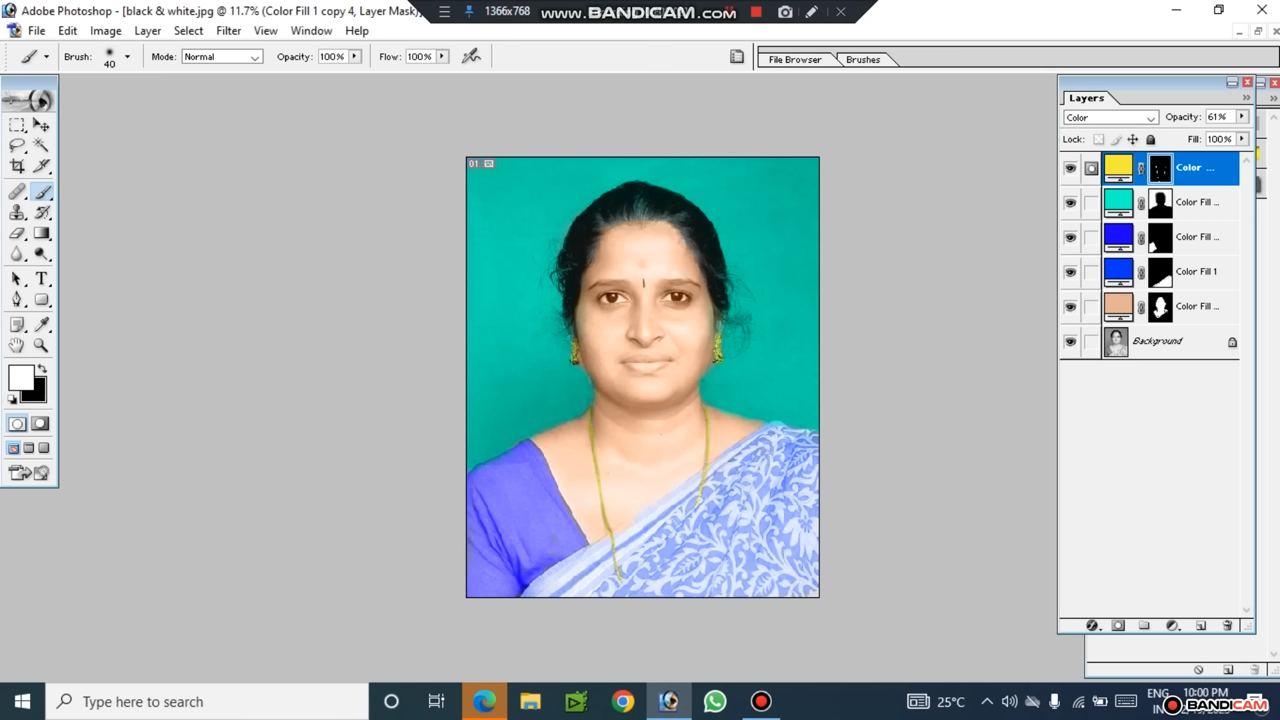 Adobe Photoshop - [black & white.jpg @ 11.7% (Color Fill 1 copy 4, Layer Mask)
1366x768
www.BANDICAM.com
File Edit Image Layer Select Filter View Window Help
Brush: 40 Mode: Normal Opacity: 100% Flow: 100%
File Browser Brushes
Layers
Color Opacity: 61%
Lock: Fill: 100%
01
Color ...
Color Fill ...
Color Fill ...
Color Fill 1
Color Fill ...
Background
Type here to search
25°C
ENG
10:00 PM
BANDICAM